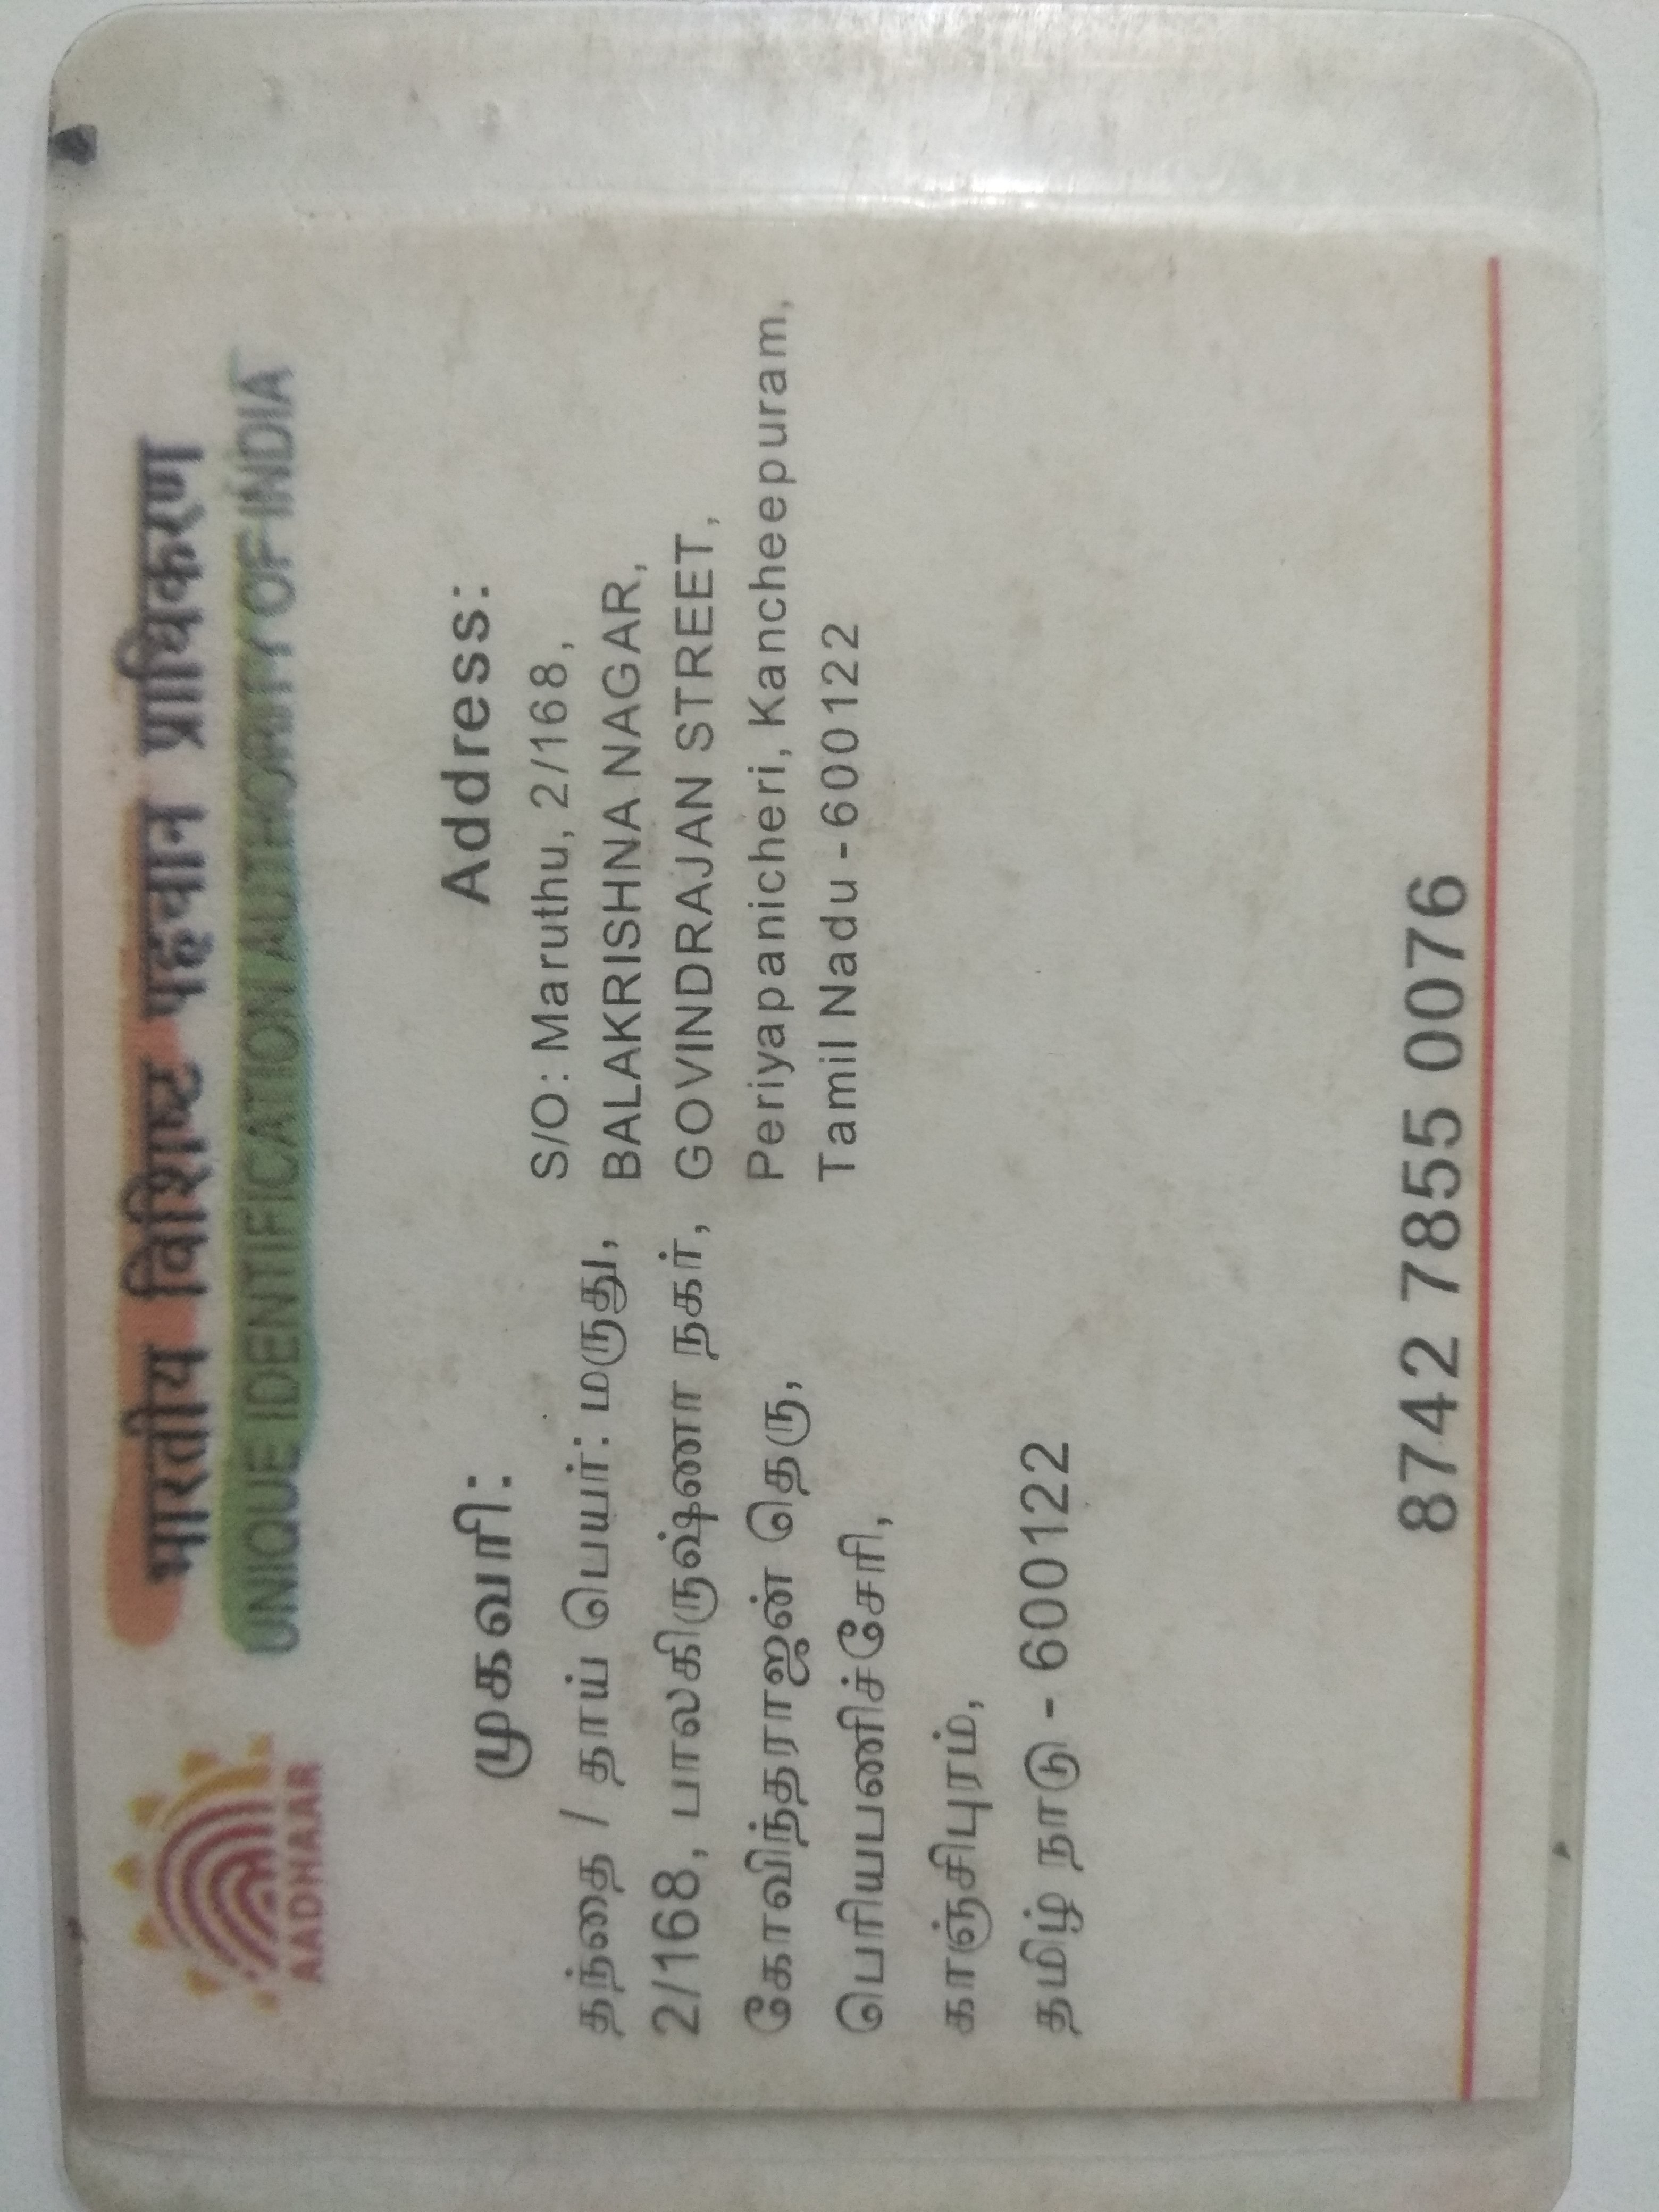 भारतीय विशिष्ट पहचान प्राधिकरण
UNIQUE IDENTIFICATION AUTHORITY OF INDIA
AADHAAR
முகவரி:
தந்தை / தாய் பெயர்: மருது,
2/168, பாலகிருஷ்ணா நகர்,
கோவிந்தராஜன் தெரு,
பெரியபணிச்சேரி,
காஞ்சிபுரம்,
தமிழ் நாடு - 600122
Address:
S/O: Maruthu, 2/168,
BALAKRISHNA NAGAR,
GOVINDRAJAN STREET,
Periyapanicheri, Kancheepuram,
Tamil Nadu - 600122
8742 7855 0076